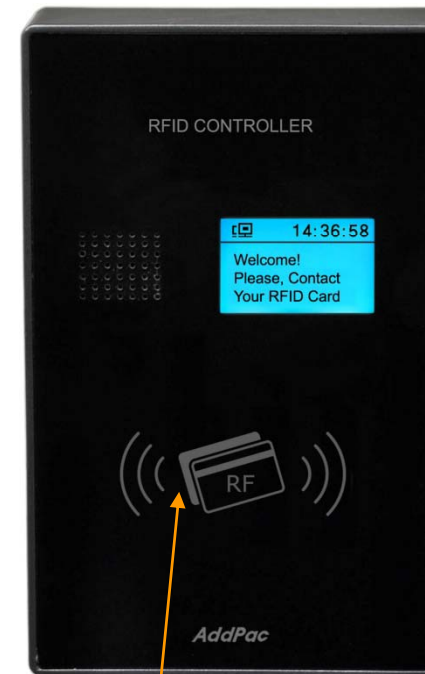 RFID CONTROLLER
14:36:58
Welcome!
Please, Contact
Your RFID Card
RF
AddPac